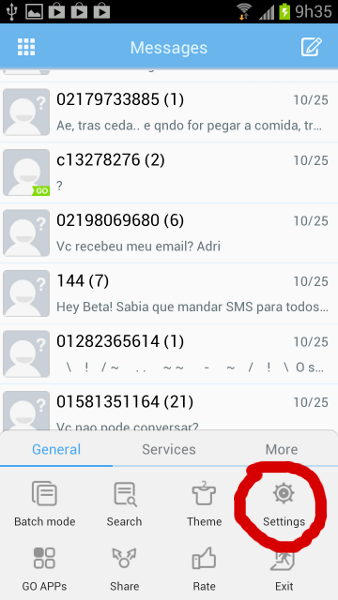 9h35
Messages
02179733885 (1)
10/25
Ae, tras ceda.. e qndo for pegar a comida, tr...
c13278276 (2)
10/25
?
GO
02198069680 (6)
10/25
Vc recebeu meu email? Adri
144 (7)
10/25
Hey Beta! Sabia que mandar SMS para todos...
01282365614 (1)
10/25
\ ! / ~ . . ~ ~ - ~ / ! \ O s...
01581351164 (21)
10/25
Vc nao pode conversar?
General
Services
More
Batch mode
Search
Theme
Settings
GO APPs
Share
Rate
Exit